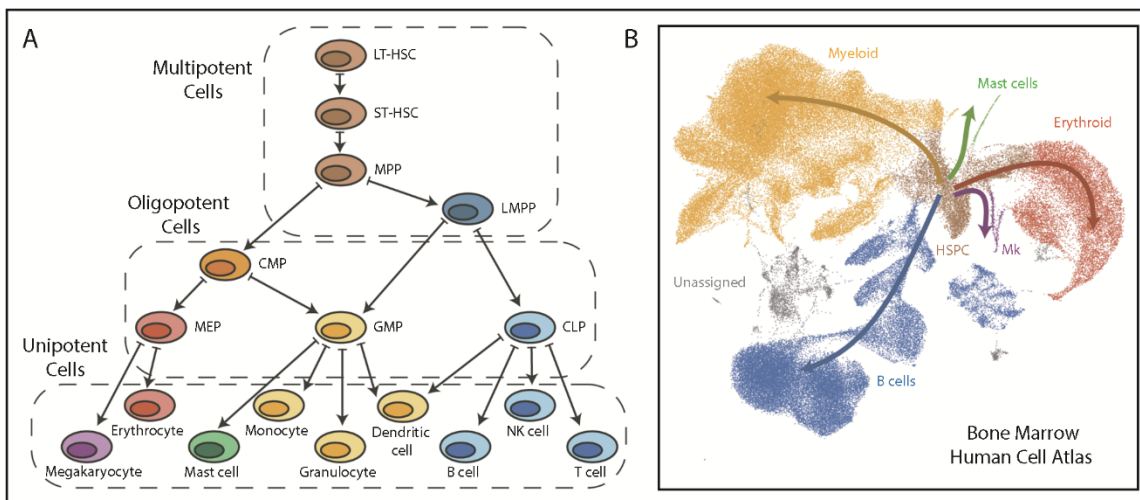 A
Multipotent
Cells
LT-HSC
ST-HSC
MPP
LMPP
Oligopotent
Cells
CMP
MEP
GMP
CLP
Unipotent
Cells
Erythrocyte
Monocyte
Dendritic
cell
NK cell
Megakaryocyte
Mast cell
Granulocyte
B cell
T cell
B
Myeloid
Mast cells
Erythroid
HSPC
Mk
Unassigned
B cells
Bone Marrow
Human Cell Atlas